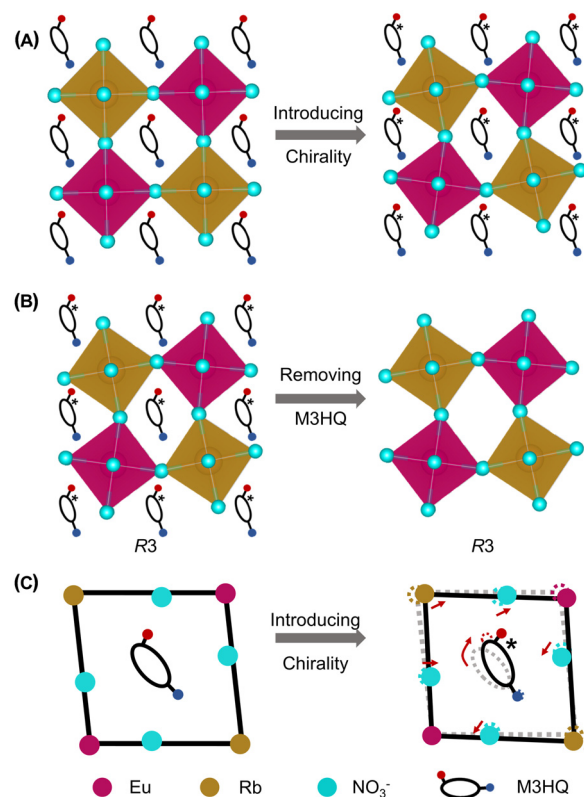 (A)
Introducing
Chirality
(B)
Removing
M3HQ
R3
R3
(C)
Introducing
Chirality
Eu
Rb
NO₃⁻
M3HQ